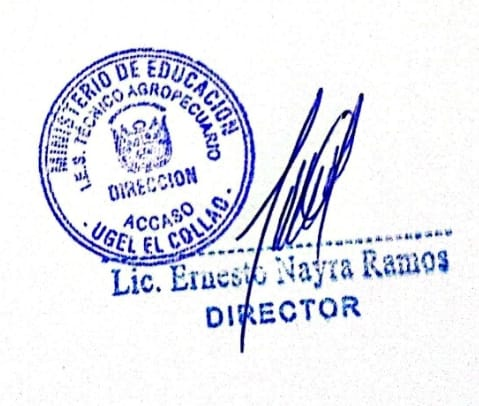 MINISTERIO DE EDUCACION
I.E.S. TÉCNICO AGROPECUARIO
DIRECCION
ACCASO
· UGEL EL COLLAO ·
Lic. Ernesto Nayra Ramos
DIRECTOR